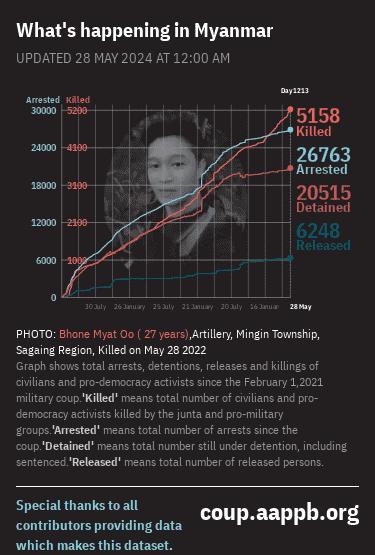 What's happening in Myanmar
UPDATED 28 MAY 2024 AT 12:00 AM
Day1213
Arrested Killed
30000 5200
24000 4100
18000 3100
12000 2100
6000 1000
0
5158
Killed
26763
Arrested
20515
Detained
6248
Released
30 July 26 January 25 July 21 January 20 July 16 January 28 May
PHOTO: Bhone Myat Oo ( 27 years),Artillery, Mingin Township,
Sagaing Region, Killed on May 28 2022
Graph shows total arrests, detentions, releases and killings of
civilians and pro-democracy activists since the February 1,2021
military coup.'Killed' means total number of civilians and pro-
democracy activists killed by the junta and pro-military
groups.'Arrested' means total number of arrests since the
coup.'Detained' means total number still under detention, including
sentenced.'Released' means total number of released persons.
Special thanks to all
contributors providing data
which makes this dataset.
coup.aappb.org